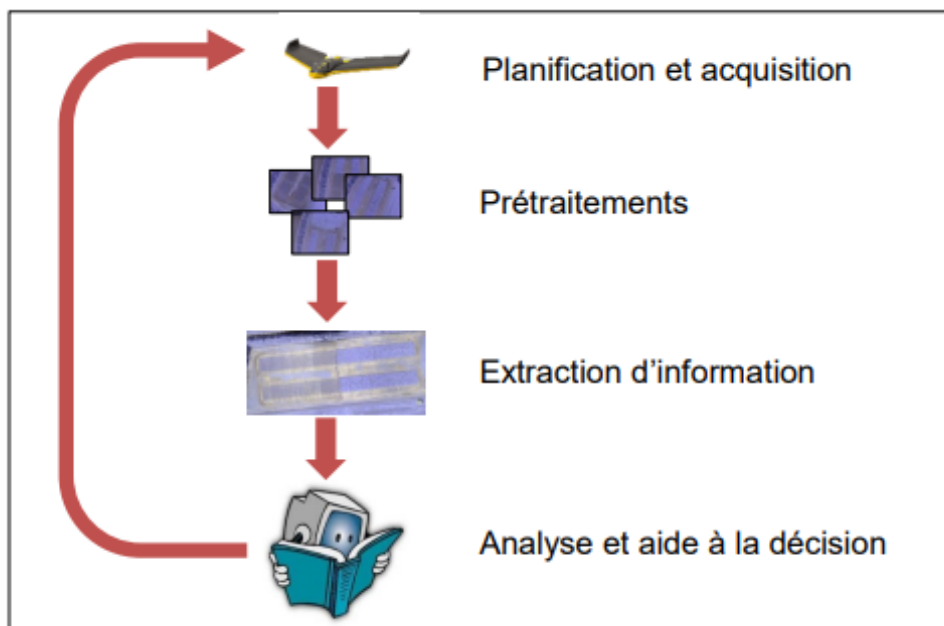 Planification et acquisition
Prétraitements
Extraction d'information
Analyse et aide à la décision